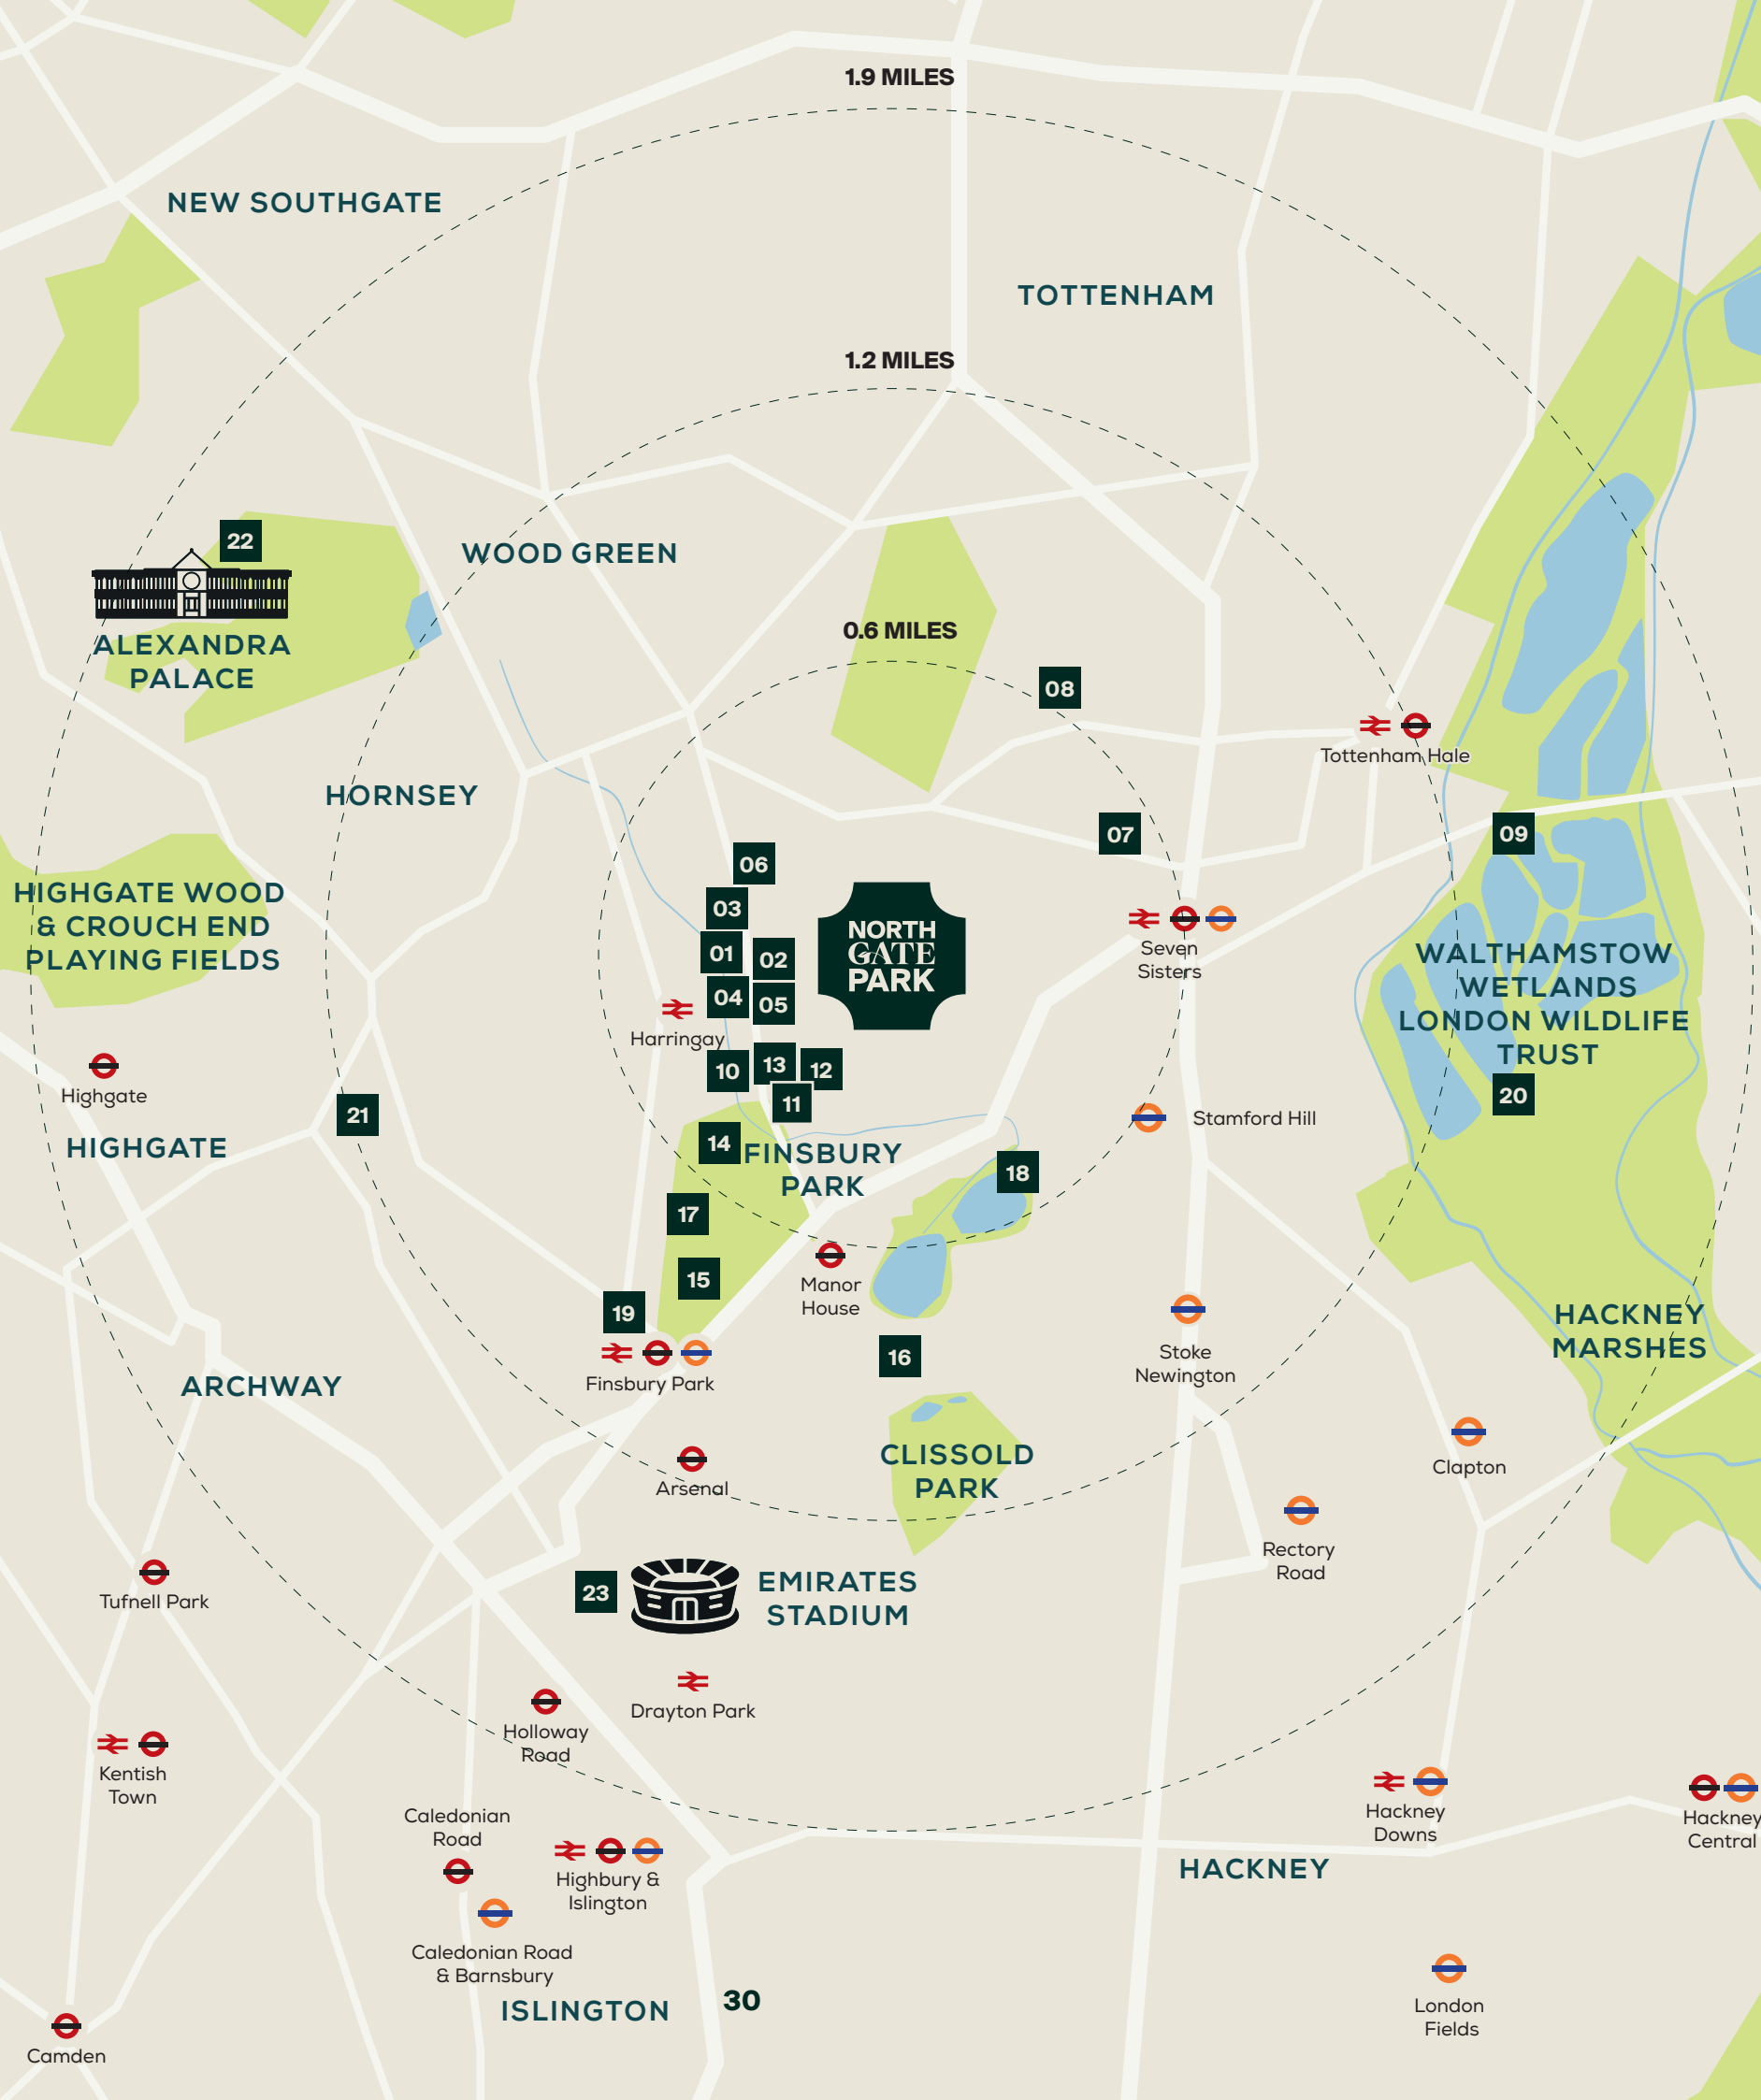 1.9 MILES
NEW SOUTHGATE
TOTTENHAM
1.2 MILES
22
WOOD GREEN
ALEXANDRA
PALACE
0.6 MILES
08
Tottenham Hale
HORNSEY
07
09
06
HIGHGATE WOOD
& CROUCH END
PLAYING FIELDS
03
01
02
04
05
NORTH
GATE
PARK
Seven
Sisters
WALTHAMSTOW
WETLANDS
LONDON WILDLIFE
TRUST
20
Harringay
10
13
12
11
Highgate
HIGHGATE
21
Stamford Hill
14
FINSBURY
PARK
18
17
15
Manor
House
19
Finsbury Park
16
Stoke
Newington
HACKNEY
MARSHES
ARCHWAY
Arsenal
CLISSOLD
PARK
Clapton
Rectory
Road
Tufnell Park
23
EMIRATES
STADIUM
Drayton Park
Holloway
Road
Kentish
Town
Caledonian
Road
Highbury &
Islington
Hackney
Downs
Hackney
Central
HACKNEY
Caledonian Road
& Barnsbury
ISLINGTON
30
London
Fields
Camden